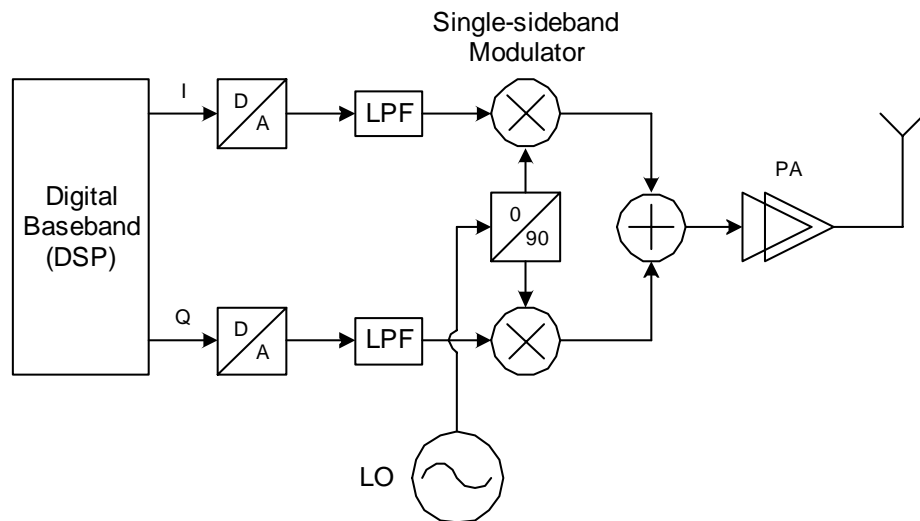 Single-sideband
Modulator
I
D
A
LPF
PA
Digital
Baseband
(DSP)
0
90
Q
D
A
LPF
LO